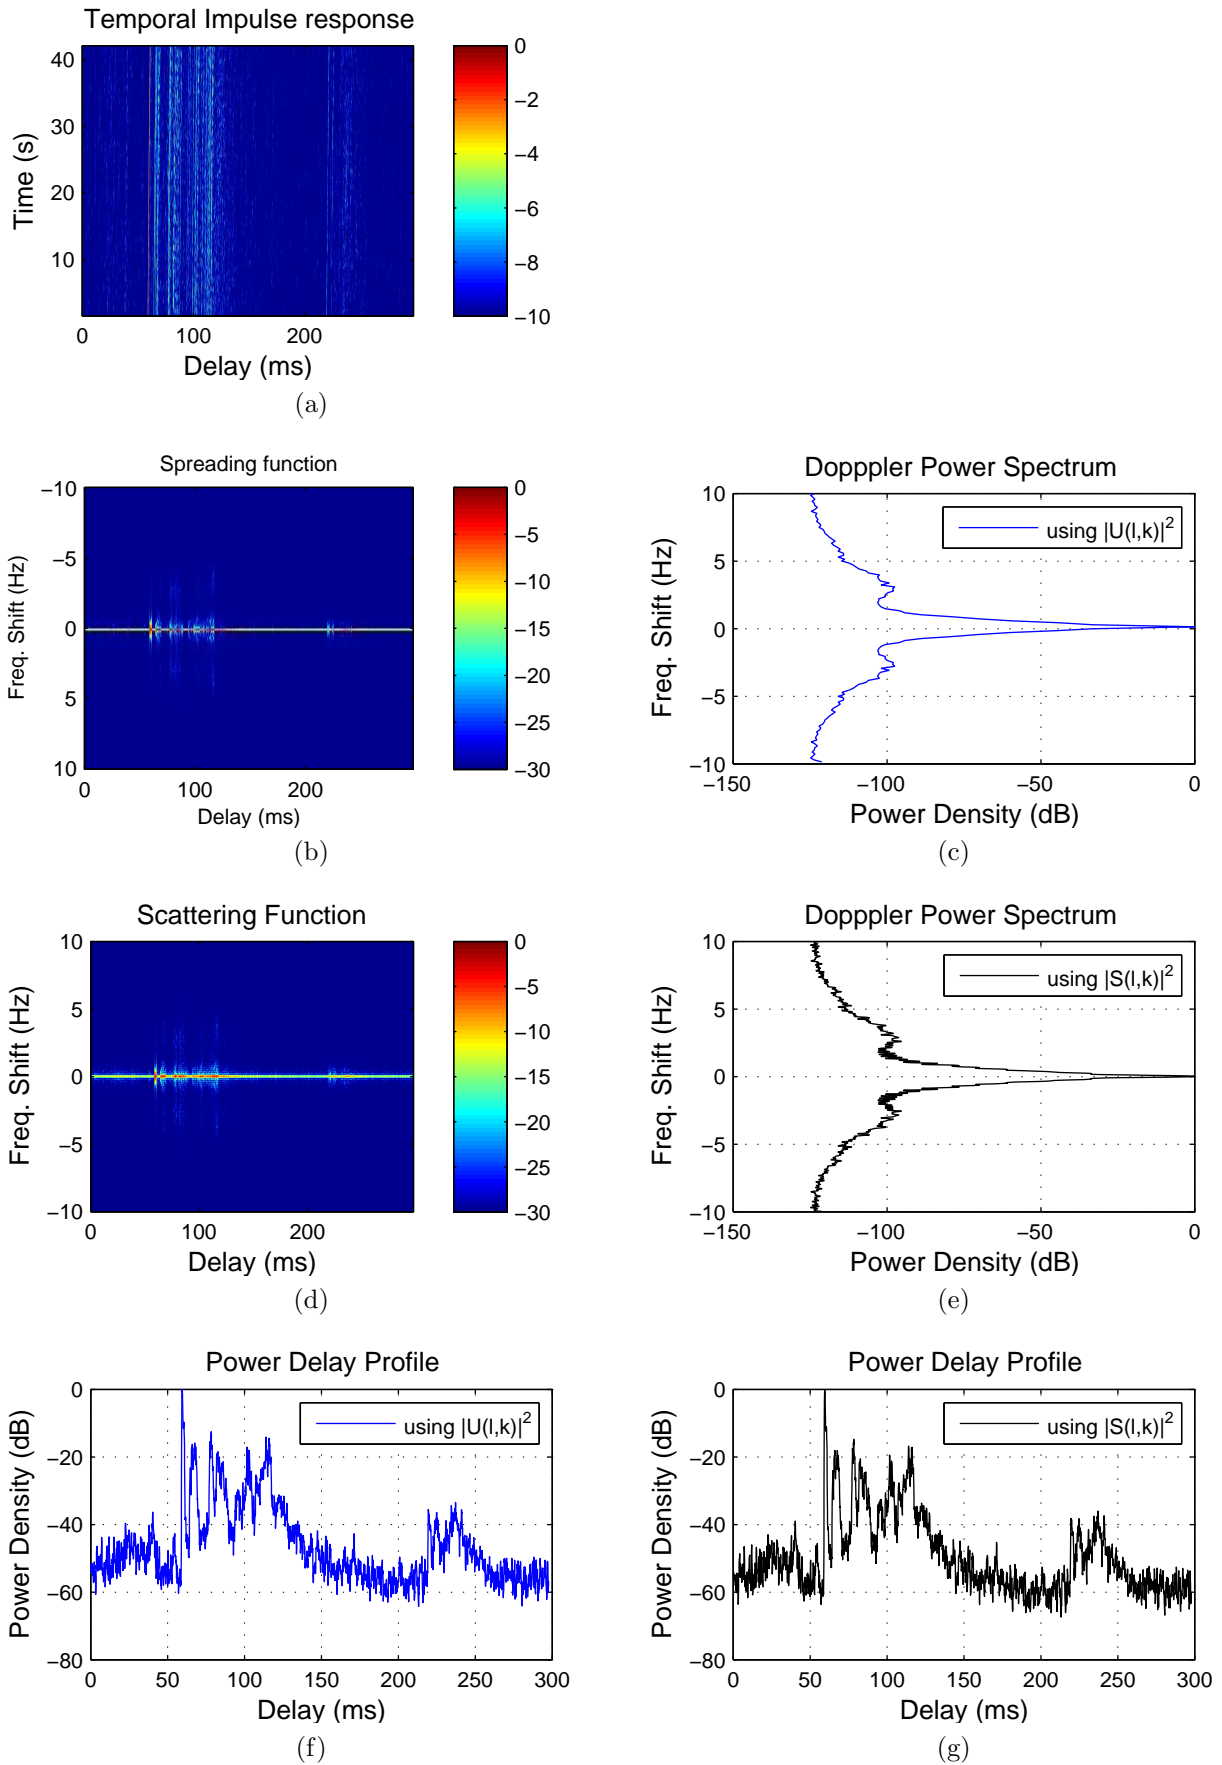 Temporal Impulse response
40
30
20
10
Time (s)
0
100
200
Delay (ms)
0
−2
−4
−6
−8
−10
(a)
Spreading function
−10
−5
0
5
10
Freq. Shift (Hz)
0
100
200
Delay (ms)
0
−5
−10
−15
−20
−25
−30
(b)
Dopppler Power Spectrum
using |U(l,k)|²
10
5
0
−5
−10
Freq. Shift (Hz)
−150
−100
−50
0
Power Density (dB)
(c)
Scattering Function
10
5
0
−5
−10
Freq. Shift (Hz)
0
100
200
Delay (ms)
0
−5
−10
−15
−20
−25
−30
(d)
Dopppler Power Spectrum
using |S(l,k)|²
10
5
0
−5
−10
Freq. Shift (Hz)
−150
−100
−50
0
Power Density (dB)
(e)
Power Delay Profile
using |U(l,k)|²
0
−20
−40
−60
−80
Power Density (dB)
0
50
100
150
200
250
300
Delay (ms)
(f)
Power Delay Profile
using |S(l,k)|²
0
−20
−40
−60
−80
Power Density (dB)
0
50
100
150
200
250
300
Delay (ms)
(g)